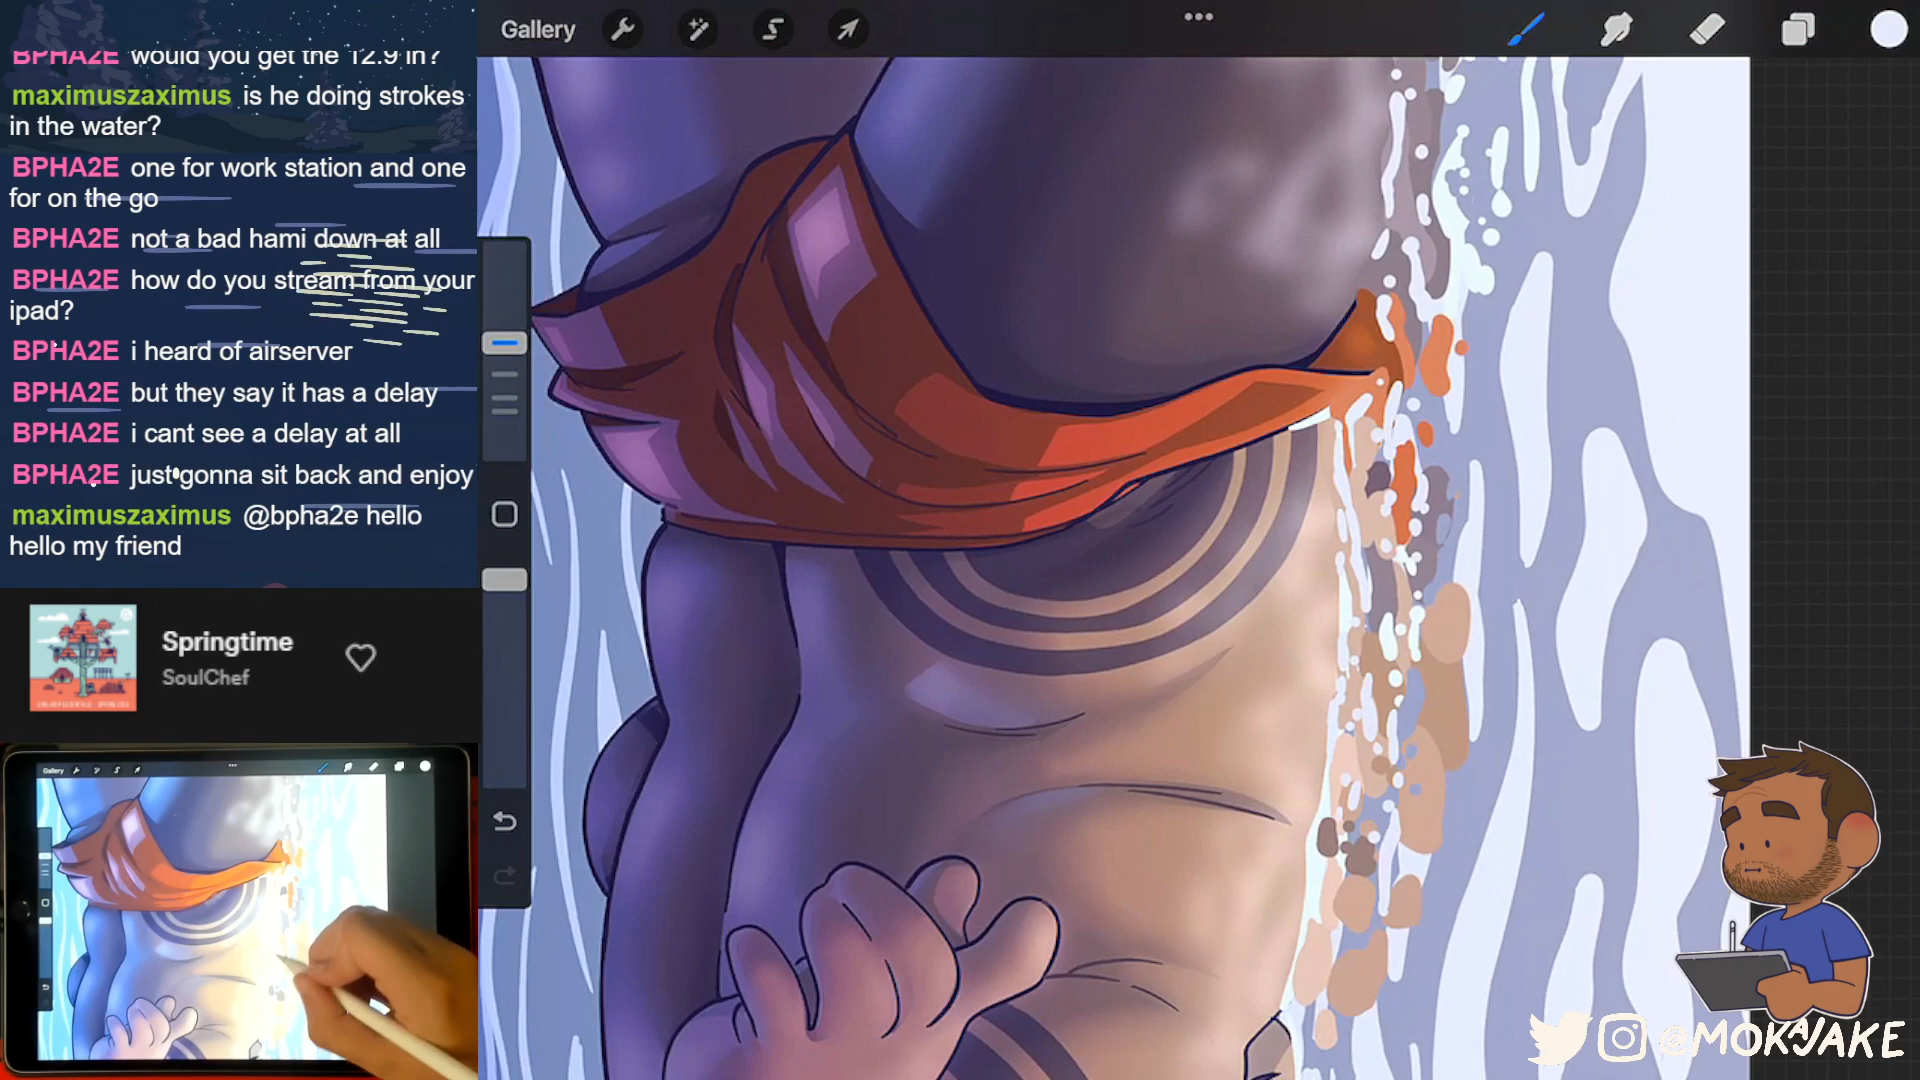 BPHA2E would you get the 12.9 in?
maximuszaximus is he doing strokes
in the water?
BPHA2E one for work station and one
for on the go
BPHA2E not a bad hami down at all
BPHA2E how do you stream from your
ipad?
BPHA2E i heard of airserver
BPHA2E but they say it has a delay
BPHA2E i cant see a delay at all
BPHA2E just gonna sit back and enjoy
maximuszaximus @bpha2e hello
hello my friend
Springtime
SoulChef
Gallery
Gallery
@MOKAJAKE